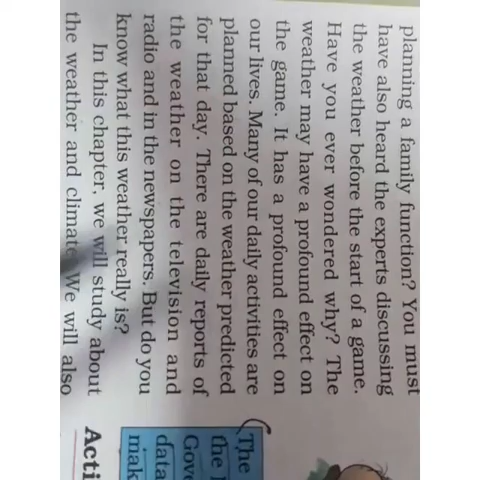 planning a family function? You must
have also heard the experts discussing
the weather before the start of a game.
Have you ever wondered why? The
weather may have a profound effect on
the game. It has a profound effect on
our lives. Many of our daily activities are
planned based on the weather predicted
for that day. There are daily reports of
the weather on the television and
radio and in the newspapers. But do you
know what this weather really is?
In this chapter, we will study about
the weather and climate. We will also
The
the
data
Acti